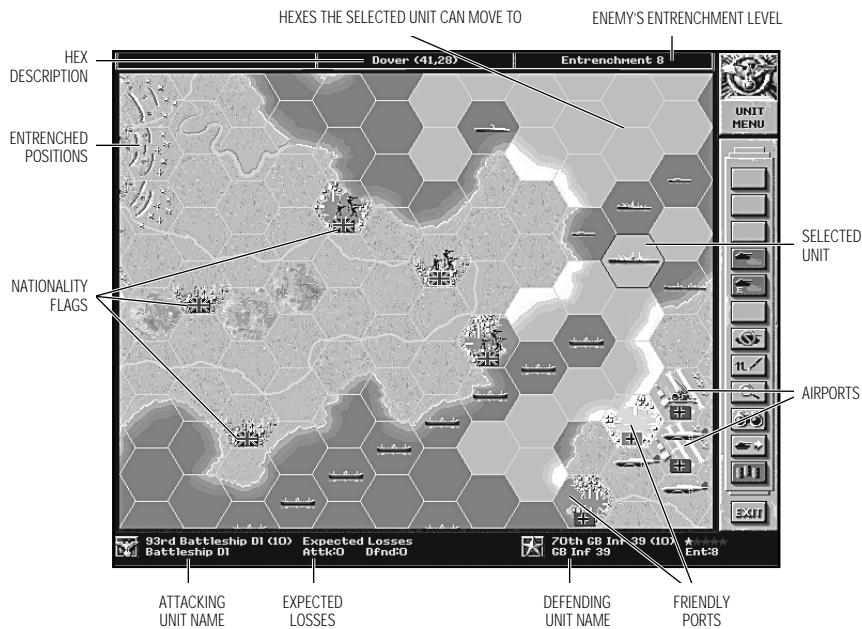 HEXES THE SELECTED UNIT CAN MOVE TO
ENEMY'S ENTRENCHMENT LEVEL
HEX
DESCRIPTION
Dover (41,28)
Entrenchment 8
UNIT
MENU
ENTRENCHED
POSITIONS
SELECTED
UNIT
NATIONALITY
FLAGS
AIRPORTS
EXIT
93rd Battleship D1 (10)
Expected Losses
70th GB Inf 39 (10)
Battleship D1
Attk:0 Dfnd:0
GB Inf 39
Ent:8
ATTACKING
UNIT NAME
EXPECTED
LOSSES
DEFENDING
UNIT NAME
FRIENDLY
PORTS